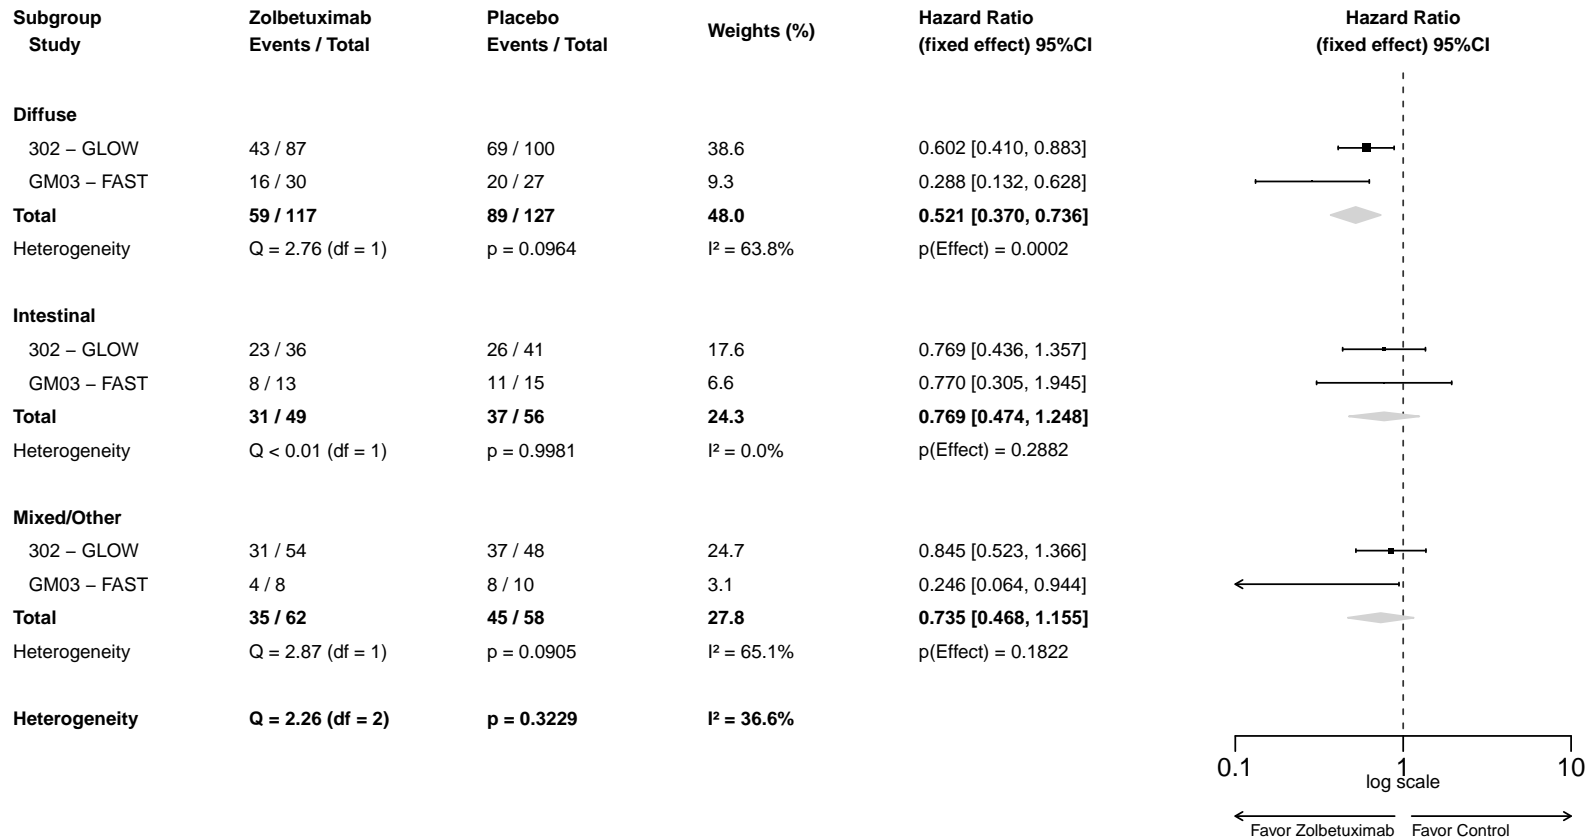 Subgroup Zolbetuximab Placebo Weights (%) Hazard Ratio Hazard Ratio
Study Events / Total Events / Total (fixed effect) 95%CI (fixed effect) 95%CI
Diffuse
302 – GLOW 43 / 87 69 / 100 38.6 0.602 [0.410, 0.883]
GM03 – FAST 16 / 30 20 / 27 9.3 0.288 [0.132, 0.628]
Total 59 / 117 89 / 127 48.0 0.521 [0.370, 0.736]
Heterogeneity Q = 2.76 (df = 1) p = 0.0964 I² = 63.8% p(Effect) = 0.0002
Intestinal
302 – GLOW 23 / 36 26 / 41 17.6 0.769 [0.436, 1.357]
GM03 – FAST 8 / 13 11 / 15 6.6 0.770 [0.305, 1.945]
Total 31 / 49 37 / 56 24.3 0.769 [0.474, 1.248]
Heterogeneity Q < 0.01 (df = 1) p = 0.9981 I² = 0.0% p(Effect) = 0.2882
Mixed/Other
302 – GLOW 31 / 54 37 / 48 24.7 0.845 [0.523, 1.366]
GM03 – FAST 4 / 8 8 / 10 3.1 0.246 [0.064, 0.944]
Total 35 / 62 45 / 58 27.8 0.735 [0.468, 1.155]
Heterogeneity Q = 2.87 (df = 1) p = 0.0905 I² = 65.1% p(Effect) = 0.1822
Heterogeneity Q = 2.26 (df = 2) p = 0.3229 I² = 36.6%
0.1 1 10
log scale
Favor Zolbetuximab Favor Control